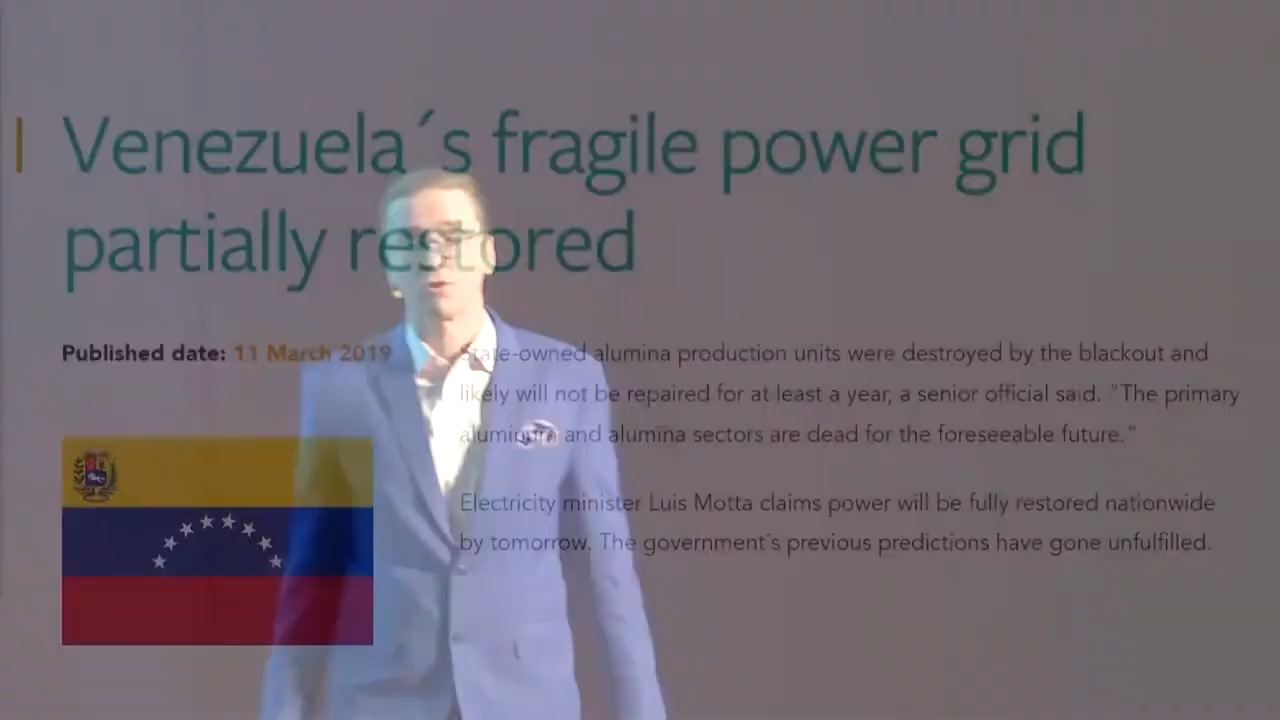 Venezuela´s fragile power grid
partially restored
Published date: 11 March 2019
State-owned alumina production units were destroyed by the blackout and
likely will not be repaired for at least a year, a senior official said. "The primary
aluminum and alumina sectors are dead for the foreseeable future."
Electricity minister Luis Motta claims power will be fully restored nationwide
by tomorrow. The government´s previous predictions have gone unfulfilled.